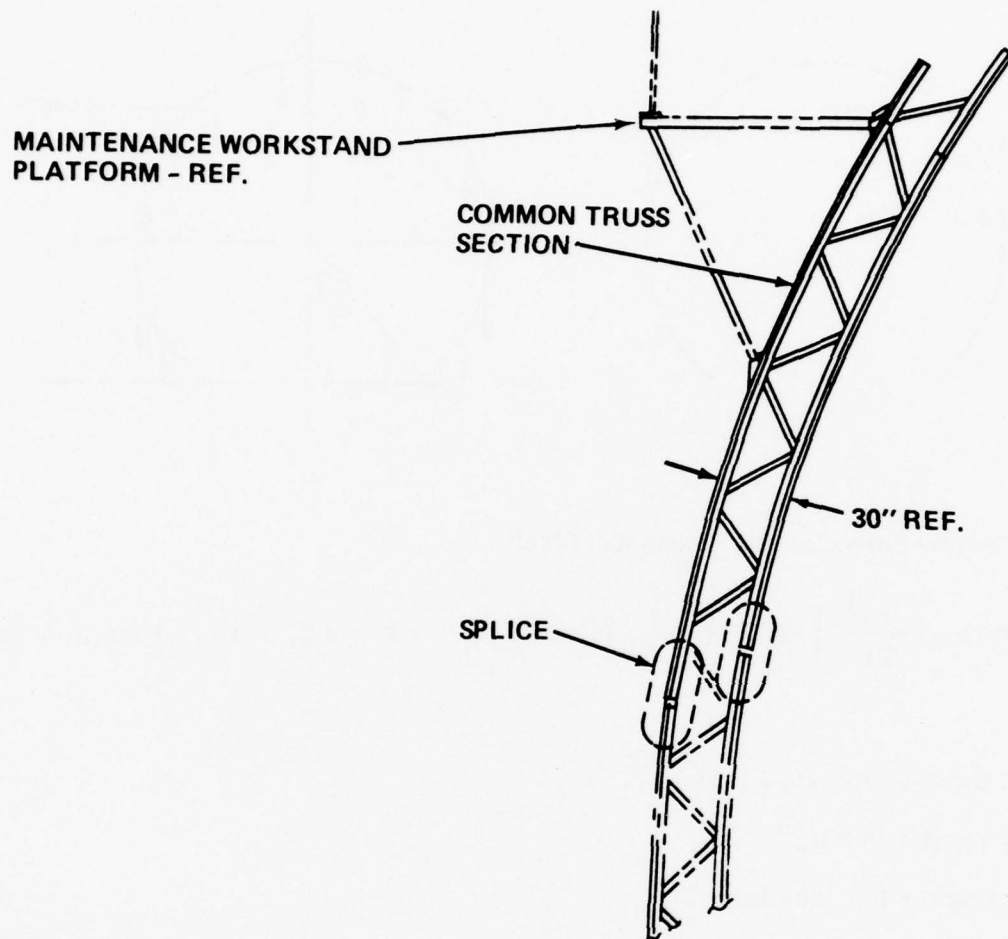 MAINTENANCE WORKSTAND
PLATFORM - REF.
COMMON TRUSS
SECTION
30" REF.
SPLICE